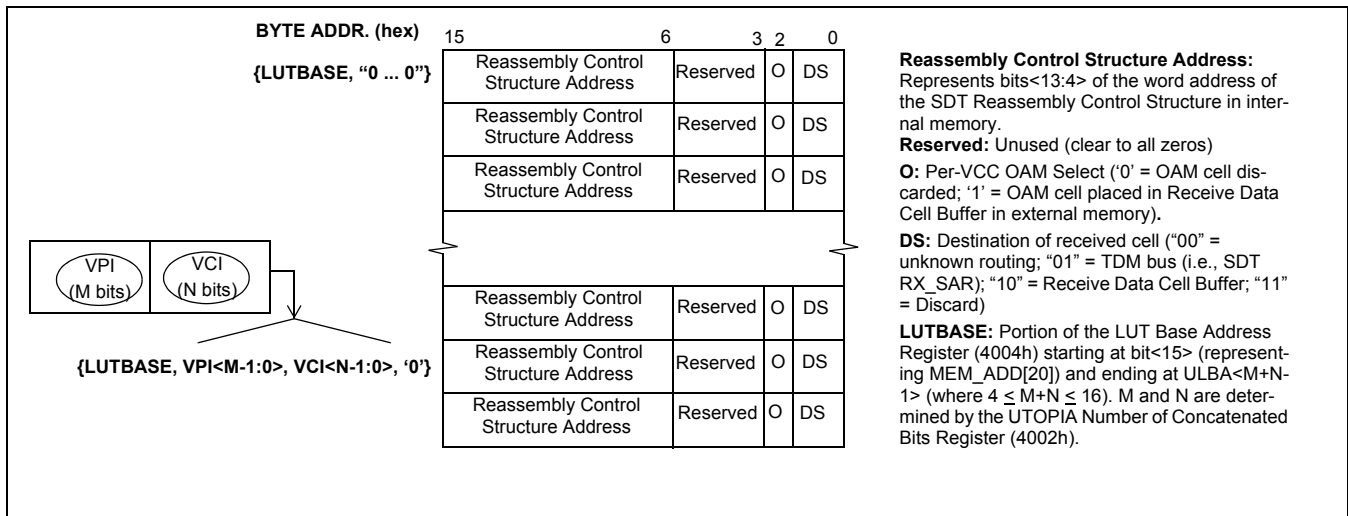 BYTE ADDR. (hex)
15 6 3 2 0
{LUTBASE, “0 ... 0”}
Reassembly Control
Structure Address
Reserved
O
DS
Reassembly Control
Structure Address
Reserved
O
DS
Reassembly Control
Structure Address
Reserved
O
DS
VPI
(M bits)
VCI
(N bits)
{LUTBASE, VPI<M-1:0>, VCI<N-1:0>, ‘0’}
Reassembly Control
Structure Address
Reserved
O
DS
Reassembly Control
Structure Address
Reserved
O
DS
Reassembly Control
Structure Address
Reserved
O
DS
Reassembly Control Structure Address:
Represents bits<13:4> of the word address of
the SDT Reassembly Control Structure in inter-
nal memory.
Reserved: Unused (clear to all zeros)
O: Per-VCC OAM Select (‘0’ = OAM cell dis-
carded; ‘1’ = OAM cell placed in Receive Data
Cell Buffer in external memory).
DS: Destination of received cell (“00” =
unknown routing; “01” = TDM bus (i.e., SDT
RX_SAR); “10” = Receive Data Cell Buffer; “11”
= Discard)
LUTBASE: Portion of the LUT Base Address
Register (4004h) starting at bit<15> (represent-
ing MEM_ADD[20]) and ending at ULBA<M+N-
1> (where 4 ≤ M+N ≤ 16). M and N are deter-
mined by the UTOPIA Number of Concatenated
Bits Register (4002h).